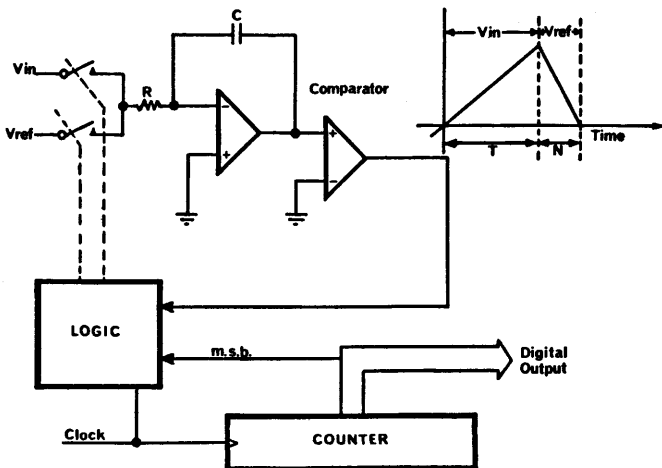 C
Vin
Vref
Vin
R
Comparator
−
+
+
−
Vref
Time
T
N
LOGIC
m.s.b.
Digital
Output
Clock
COUNTER